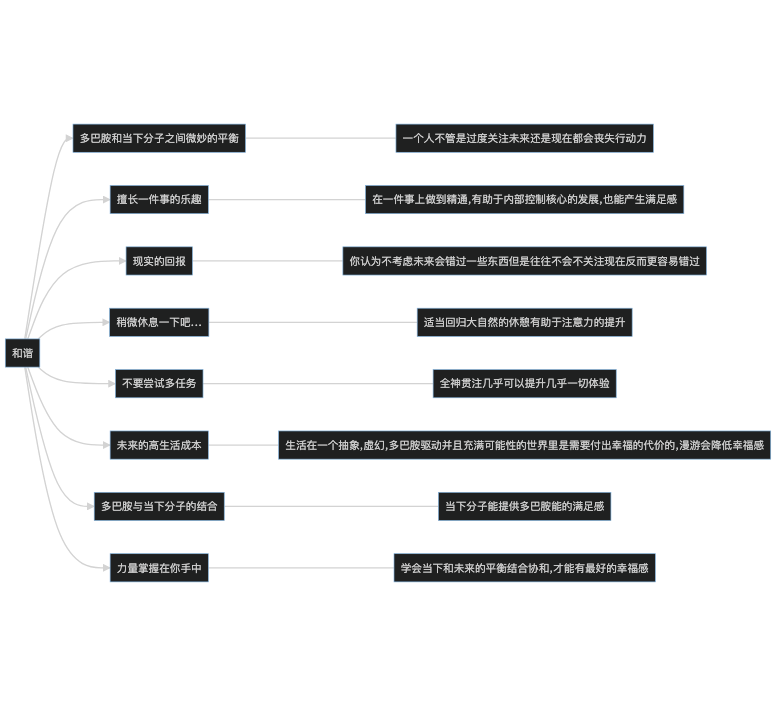 多巴胺和当下分子之间微妙的平衡
一个人不管是过度关注未来还是现在都会丧失行动力
擅长一件事的乐趣
在一件事上做到精通,有助于内部控制核心的发展,也能产生满足感
现实的回报
你认为不考虑未来会错过一些东西但是往往不会不关注现在反而更容易错过
稍微休息一下吧...
适当回归大自然的休憩有助于注意力的提升
和谐
不要尝试多任务
全神贯注几乎可以提升几乎一切体验
未来的高生活成本
生活在一个抽象,虚幻,多巴胺驱动并且充满可能性的世界里是需要付出幸福的代价的,漫游会降低幸福感
多巴胺与当下分子的结合
当下分子能提供多巴胺能的满足感
力量掌握在你手中
学会当下和未来的平衡结合协和,才能有最好的幸福感